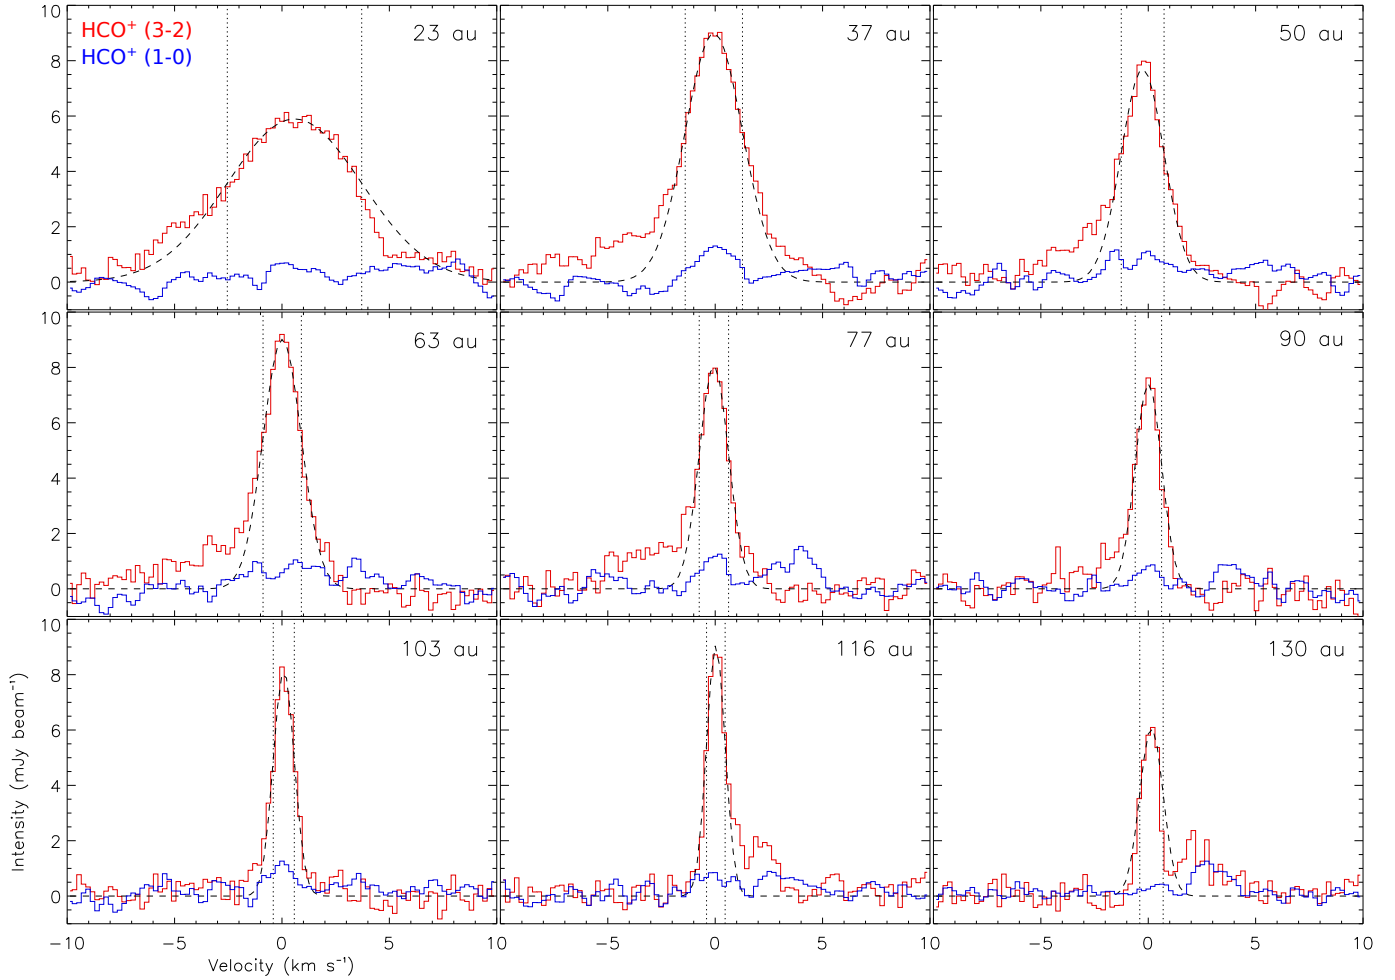 HCO⁺ (3-2)
HCO⁺ (1-0)
23 au
37 au
50 au
10
8
6
4
2
0
63 au
77 au
90 au
10
8
6
4
2
0
103 au
116 au
130 au
10
8
6
4
2
0
Intensity (mJy beam⁻¹)
−10 −5 0 5 10 −5 0 5 10 −5 0 5 10
Velocity (km s⁻¹)